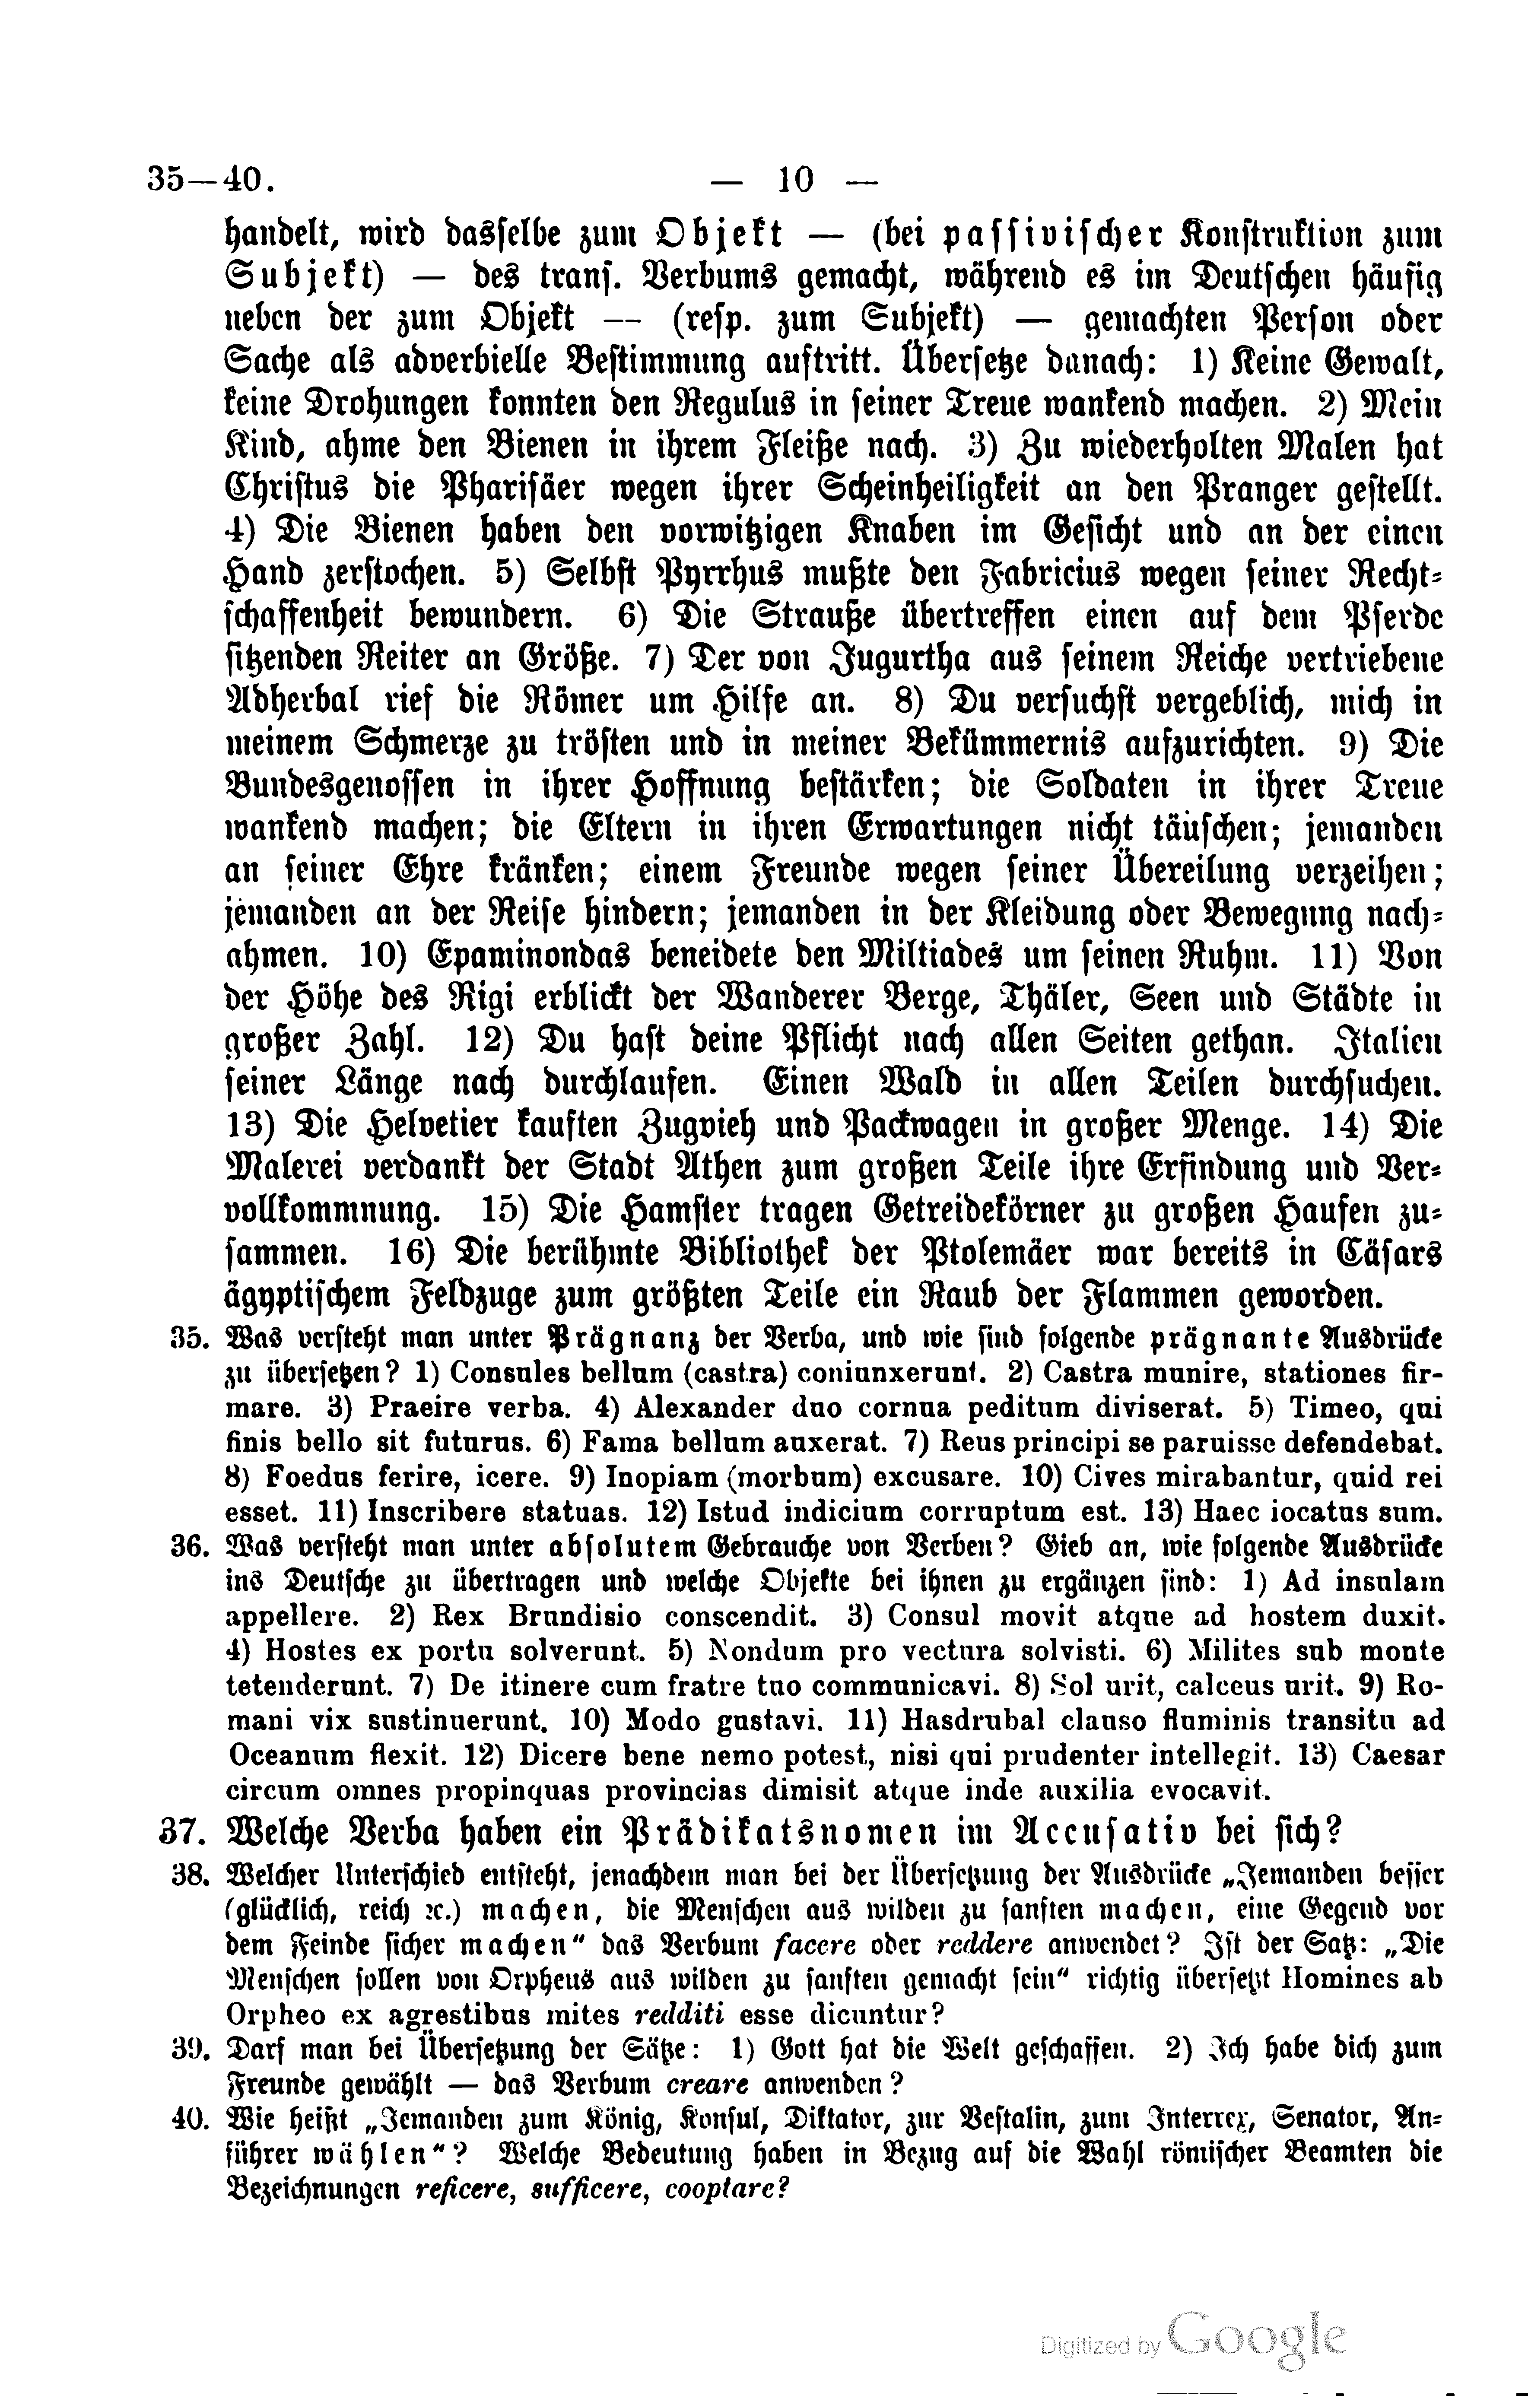 35—40.
— 10 —
handelt, wird dasselbe zum Objekt — (bei passivischer Konstruktion zum
Subjekt) — des trans. Verbums gemacht, während es im Deutschen häufig
neben der zum Objekt — (resp. zum Subjekt) — gemachten Person oder
Sache als adverbielle Bestimmung auftritt. Übersetze danach: 1) Keine Gewalt,
keine Drohungen konnten den Regulus in seiner Treue wankend machen. 2) Mein
Kind, ahme den Bienen in ihrem Fleiße nach. 3) Zu wiederholten Malen hat
Christus die Pharisäer wegen ihrer Scheinheiligkeit an den Pranger gestellt.
4) Die Bienen haben den vorwitzigen Knaben im Gesicht und an der einen
Hand zerstochen. 5) Selbst Pyrrhus mußte den Fabricius wegen seiner Recht-
schaffenheit bewundern. 6) Die Strauße übertreffen einen auf dem Pferde
sitzenden Reiter an Größe. 7) Der von Jugurtha aus seinem Reiche vertriebene
Adherbal rief die Römer um Hilfe an. 8) Du versuchst vergeblich, mich in
meinem Schmerze zu trösten und in meiner Bekümmernis aufzurichten. 9) Die
Bundesgenossen in ihrer Hoffnung bestärken; die Soldaten in ihrer Treue
wankend machen; die Eltern in ihren Erwartungen nicht täuschen; jemanden
an seiner Ehre kränken; einem Freunde wegen seiner Übereilung verzeihen;
jemanden an der Reise hindern; jemanden in der Kleidung oder Bewegung nach-
ahmen. 10) Epaminondas beneidete den Miltiades um seinen Ruhm. 11) Von
der Höhe des Rigi erblickt der Wanderer Berge, Thäler, Seen und Städte in
großer Zahl. 12) Du hast deine Pflicht nach allen Seiten gethan. Italien
seiner Länge nach durchlaufen. Einen Wald in allen Teilen durchsuchen.
13) Die Helvetier kauften Zugvieh und Packwagen in großer Menge. 14) Die
Malerei verdankt der Stadt Athen zum großen Teile ihre Erfindung und Ver-
vollkommnung. 15) Die Hamster tragen Getreidekörner zu großen Haufen zu-
sammen. 16) Die berühmte Bibliothek der Ptolemäer war bereits in Cäsars
ägyptischem Feldzuge zum größten Teile ein Raub der Flammen geworden.
35. Was versteht man unter Prägnanz der Verba, und wie sind folgende prägnante Ausdrücke
zu übersetzen? 1) Consules bellum (castra) coniunxerunt. 2) Castra munire, stationes fir-
mare. 3) Praeire verba. 4) Alexander duo cornua peditum diviserat. 5) Timeo, qui
finis bello sit futurus. 6) Fama bellum auxerat. 7) Reus principi se paruisse defendebat.
8) Foedus ferire, icere. 9) Inopiam (morbum) excusare. 10) Cives mirabantur, quid rei
esset. 11) Inscribere statuas. 12) Istud indicium corruptum est. 13) Haec iocatus sum.
36. Was versteht man unter absolutem Gebrauche von Verben? Gieb an, wie folgende Ausdrücke
ins Deutsche zu übertragen und welche Objekte bei ihnen zu ergänzen sind: 1) Ad insulam
appellere. 2) Rex Brundisio conscendit. 3) Consul movit atque ad hostem duxit.
4) Hostes ex portu solverunt. 5) Nondum pro vectura solvisti. 6) Milites sub monte
tetenderunt. 7) De itinere cum fratre tuo communicavi. 8) Sol urit, calceus urit. 9) Ro-
mani vix sustinuerunt. 10) Modo gustavi. 11) Hasdrubal clauso fluminis transitu ad
Oceanum flexit. 12) Dicere bene nemo potest, nisi qui prudenter intellegit. 13) Caesar
circum omnes propinquas provincias dimisit atque inde auxilia evocavit.
37. Welche Verba haben ein Prädikatsnomen im Accusativ bei sich?
38. Welcher Unterschied entsteht, jenachdem man bei der Übersetzung der Ausdrücke „Jemanden besser
(glücklich, reich ꝛc.) machen, die Menschen aus wilden zu sanften machen, eine Gegend vor
dem Feinde sicher machen“ das Verbum facere oder reddere anwendet? Ist der Satz: „Die
Menschen sollen von Orpheus aus wilden zu sanften gemacht sein“ richtig übersetzt Homines ab
Orpheo ex agrestibus mites redditi esse dicuntur?
39. Darf man bei Übersetzung der Sätze: 1) Gott hat die Welt geschaffen. 2) Ich habe dich zum
Freunde gewählt — das Verbum creare anwenden?
40. Wie heißt „Jemanden zum König, Konsul, Diktator, zur Vestalin, zum Interrex, Senator, An-
führer wählen“? Welche Bedeutung haben in Bezug auf die Wahl römischer Beamten die
Bezeichnungen reficere, sufficere, cooptare?
Digitized by Google